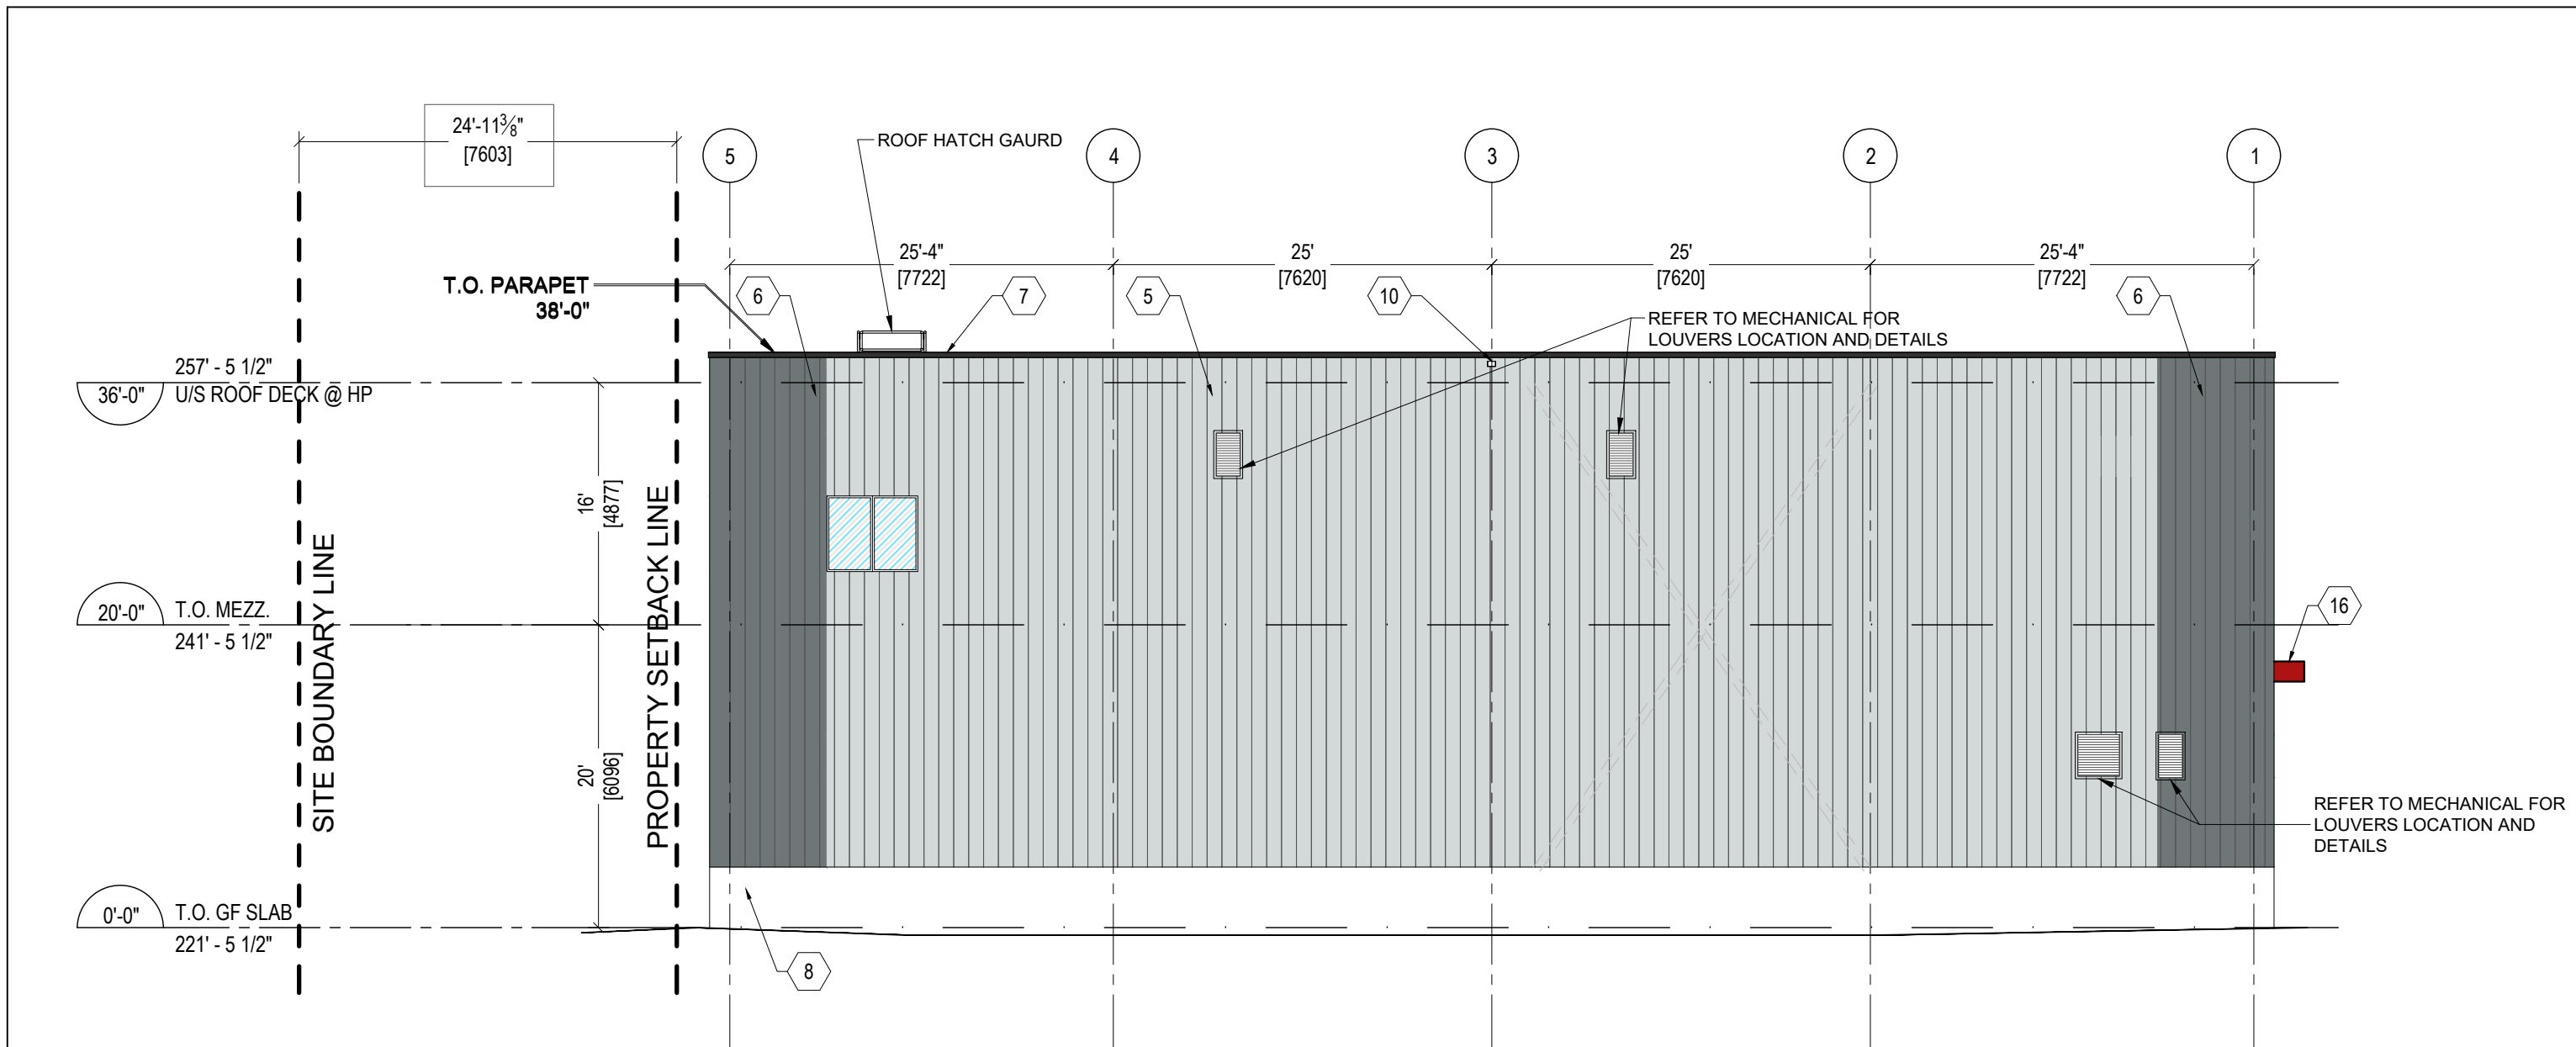 24'-11 3/8"
[7603]
ROOF HATCH GAURD
5
4
3
2
1
25'-4"
[7722]
25'
[7620]
25'
[7620]
25'-4"
[7722]
T.O. PARAPET
38'-0"
6
7
5
10
6
REFER TO MECHANICAL FOR
LOUVERS LOCATION AND DETAILS
257' - 5 1/2"
36'-0"
U/S ROOF DECK @ HP
16'
[4877]
SITE BOUNDARY LINE
PROPERTY SETBACK LINE
20'-0"
T.O. MEZZ.
241' - 5 1/2"
16
20'
[6096]
REFER TO MECHANICAL FOR
LOUVERS LOCATION AND
DETAILS
0'-0"
T.O. GF SLAB
221' - 5 1/2"
8